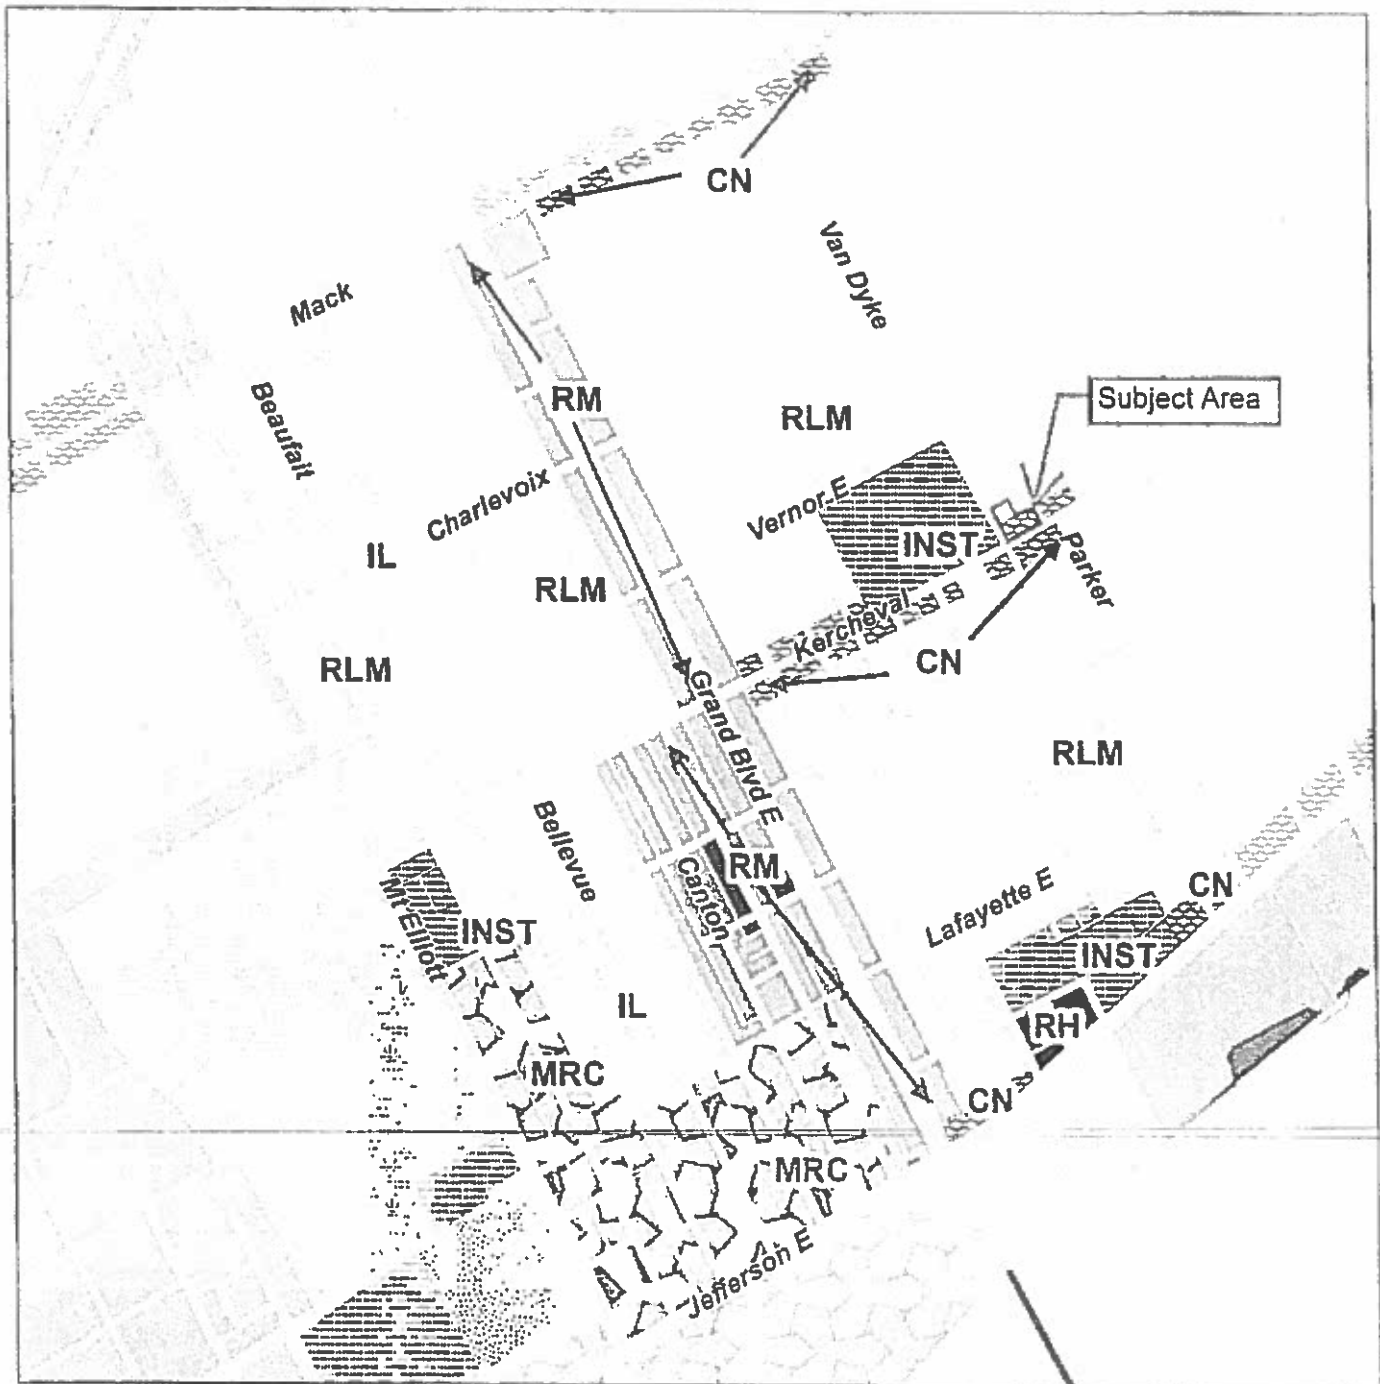 CN
Van Dyke
Mack
RM
Beaufait
RLM
Subject Area
Charlevoix
Vernor E
INST
IL
RLM
Parker
Kercheval
RLM
CN
Grand Blvd E
RLM
Bellevue
RM
Canton
Mt Elliott
INST
Lafayette E
CN
INST
IL
RH
MRC
CN
MRC
Jefferson E